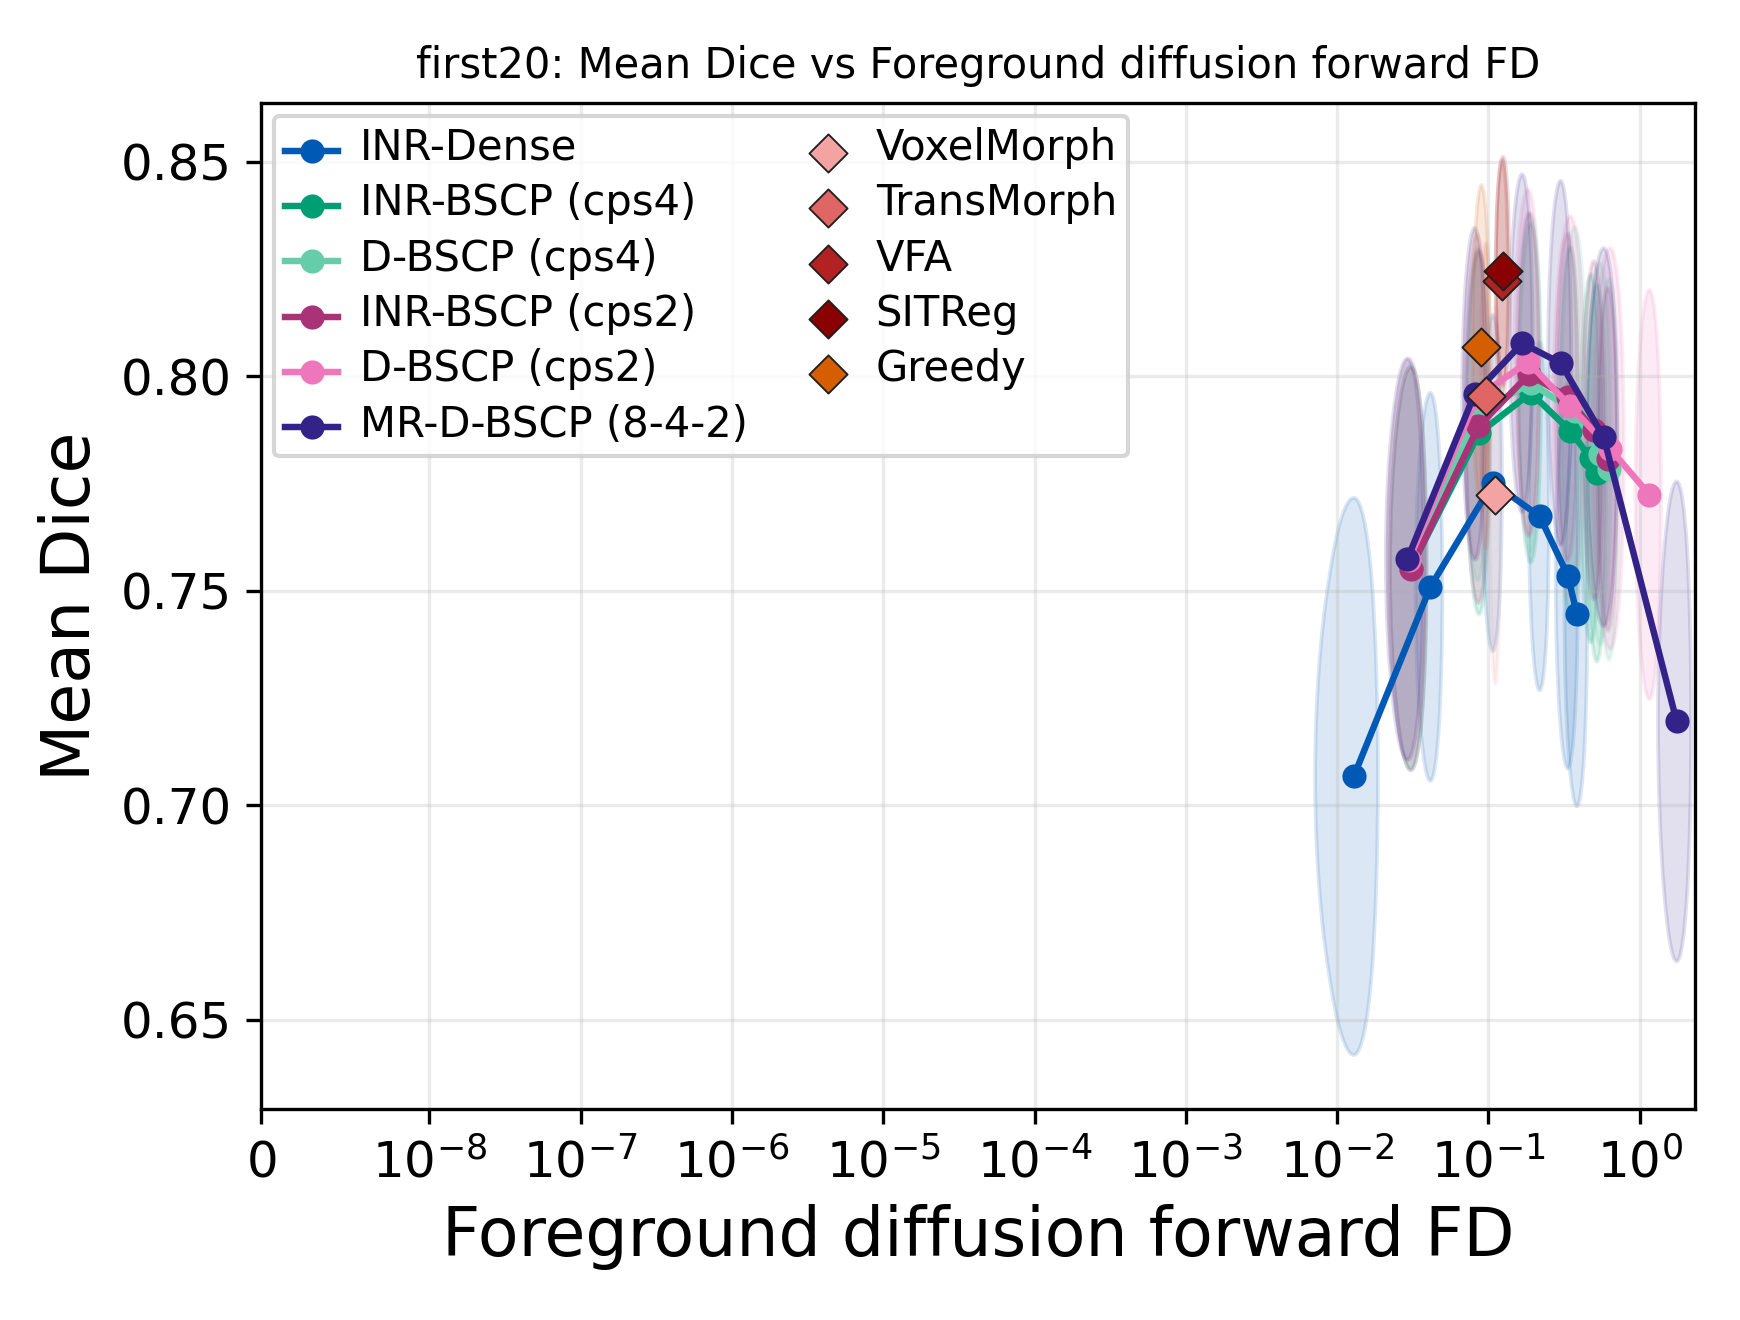 first20: Mean Dice vs Foreground diffusion forward FD
INR-Dense
INR-BSCP (cps4)
D-BSCP (cps4)
INR-BSCP (cps2)
D-BSCP (cps2)
MR-D-BSCP (8-4-2)
VoxelMorph
TransMorph
VFA
SITReg
Greedy
Mean Dice
0.85
0.80
0.75
0.70
0.65
0 10⁻⁸ 10⁻⁷ 10⁻⁶ 10⁻⁵ 10⁻⁴ 10⁻³ 10⁻² 10⁻¹ 10⁰
Foreground diffusion forward FD